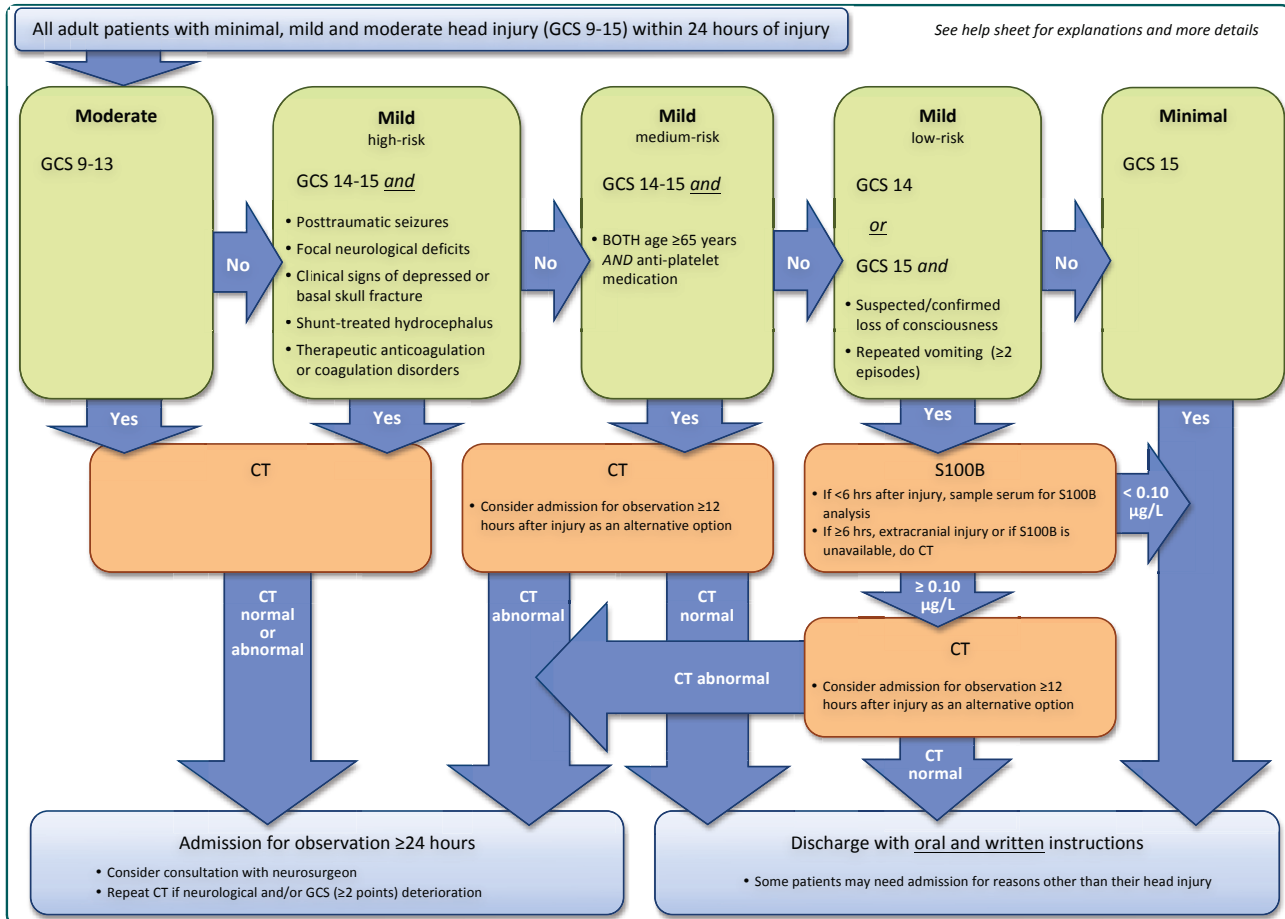 All adult patients with minimal, mild and moderate head injury (GCS 9-15) within 24 hours of injury
See help sheet for explanations and more details
Moderate
GCS 9-13
No
Mild
high-risk
GCS 14-15 and
• Posttraumatic seizures
• Focal neurological deficits
• Clinical signs of depressed or
basal skull fracture
• Shunt-treated hydrocephalus
• Therapeutic anticoagulation
or coagulation disorders
No
Mild
medium-risk
GCS 14-15 and
• BOTH age ≥65 years
AND anti-platelet
medication
No
Mild
low-risk
GCS 14
or
GCS 15 and
• Suspected/confirmed
loss of consciousness
• Repeated vomiting (≥2
episodes)
No
Minimal
GCS 15
Yes
Yes
Yes
Yes
Yes
CT
CT
• Consider admission for observation ≥12
hours after injury as an alternative option
S100B
• If <6 hrs after injury, sample serum for S100B
analysis
• If ≥6 hrs, extracranial injury or if S100B is
unavailable, do CT
< 0.10
µg/L
≥ 0.10
µg/L
CT
normal
or
abnormal
CT
abnormal
CT
normal
CT abnormal
CT
• Consider admission for observation ≥12
hours after injury as an alternative option
CT
normal
Admission for observation ≥24 hours
• Consider consultation with neurosurgeon
• Repeat CT if neurological and/or GCS (≥2 points) deterioration
Discharge with oral and written instructions
• Some patients may need admission for reasons other than their head injury